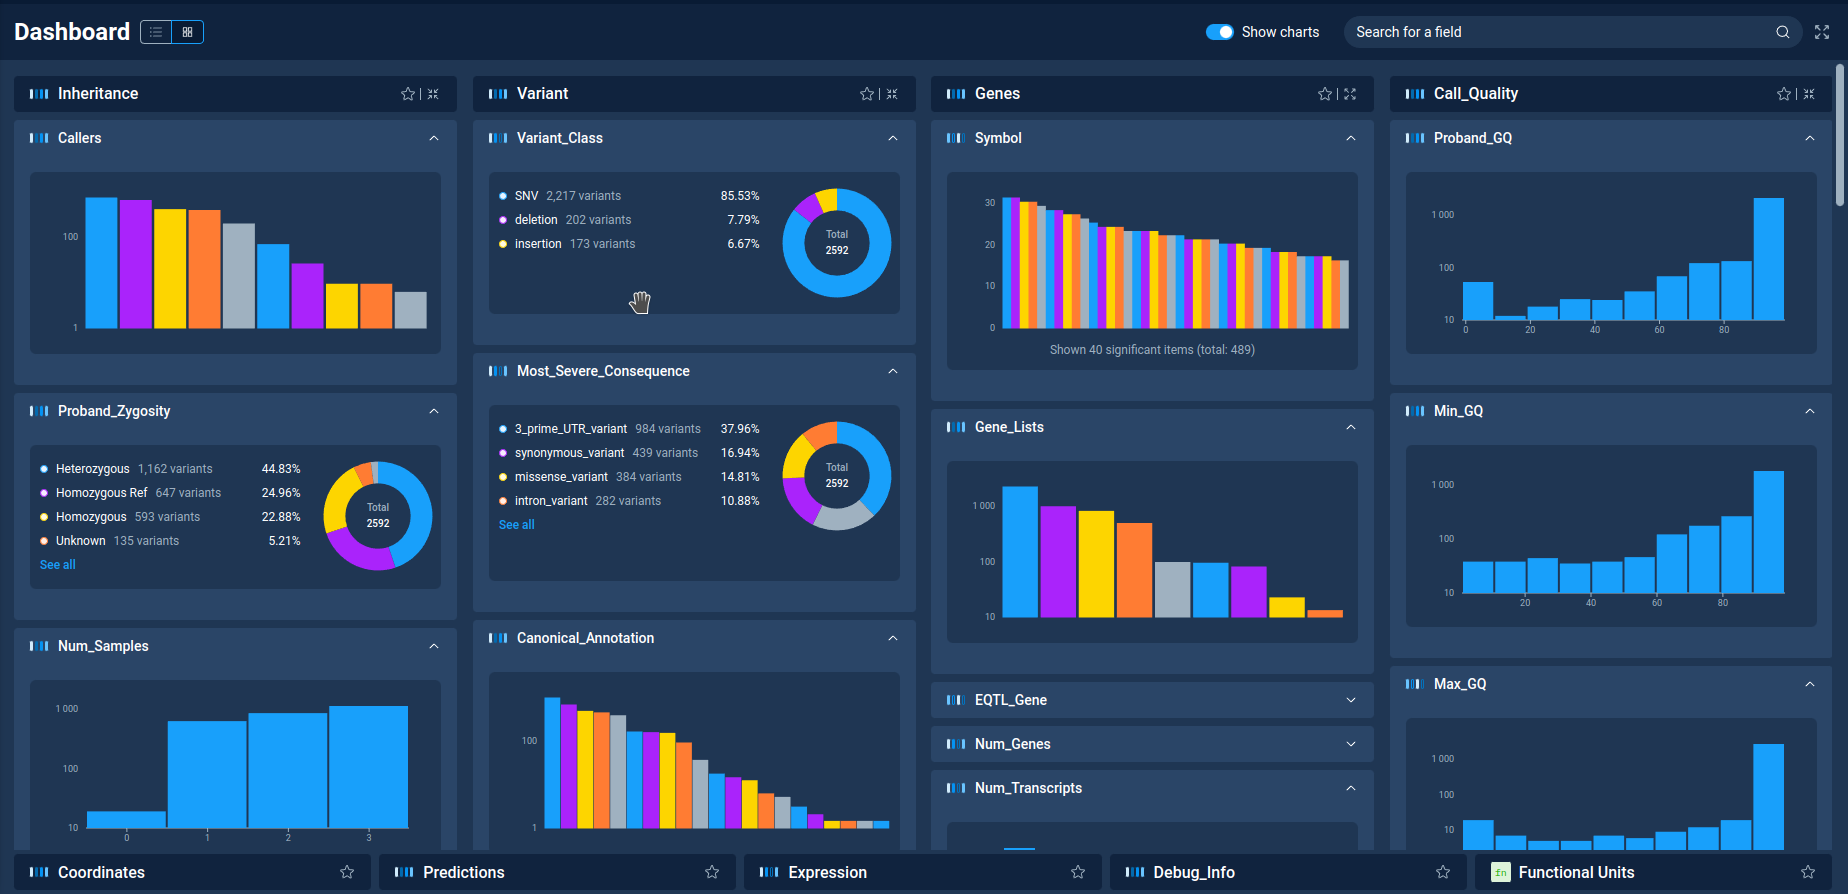 Dashboard
Show charts
Search for a field
Inheritance
Callers
100
1
Proband_Zygosity
Heterozygous 1,162 variants 44.83%
Homozygous Ref 647 variants 24.96%
Homozygous 593 variants 22.88%
Unknown 135 variants 5.21%
See all
Total
2592
Num_Samples
1 000
100
10
0 1 2 3
Variant
Variant_Class
SNV 2,217 variants 85.53%
deletion 202 variants 7.79%
insertion 173 variants 6.67%
Total
2592
Most_Severe_Consequence
3_prime_UTR_variant 984 variants 37.96%
synonymous_variant 439 variants 16.94%
missense_variant 384 variants 14.81%
intron_variant 282 variants 10.88%
See all
Total
2592
Canonical_Annotation
100
1
Genes
Symbol
30
20
10
0
Shown 40 significant items (total: 489)
Gene_Lists
1 000
100
10
EQTL_Gene
Num_Genes
Num_Transcripts
Call_Quality
Proband_GQ
1 000
100
10
0 20 40 60 80
Min_GQ
1 000
100
10
20 40 60 80
Max_GQ
1 000
100
10
Coordinates
Predictions
Expression
Debug_Info
fn Functional Units